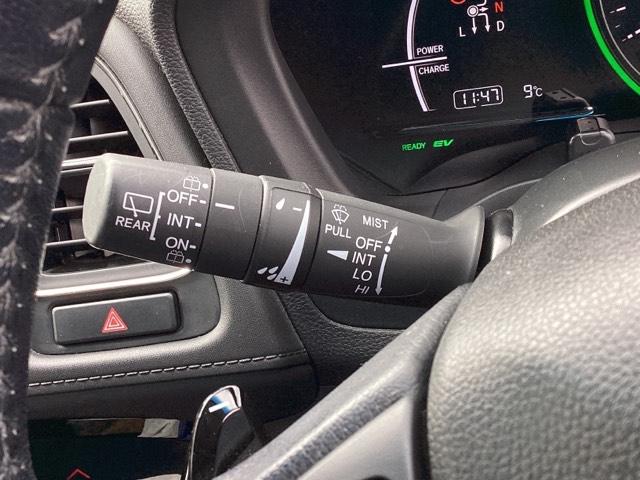 N
L D
POWER
CHARGE
11:47 9℃
READY EV
OFF
REAR INT
ON
- +
PULL MIST
OFF
INT
LO
HI